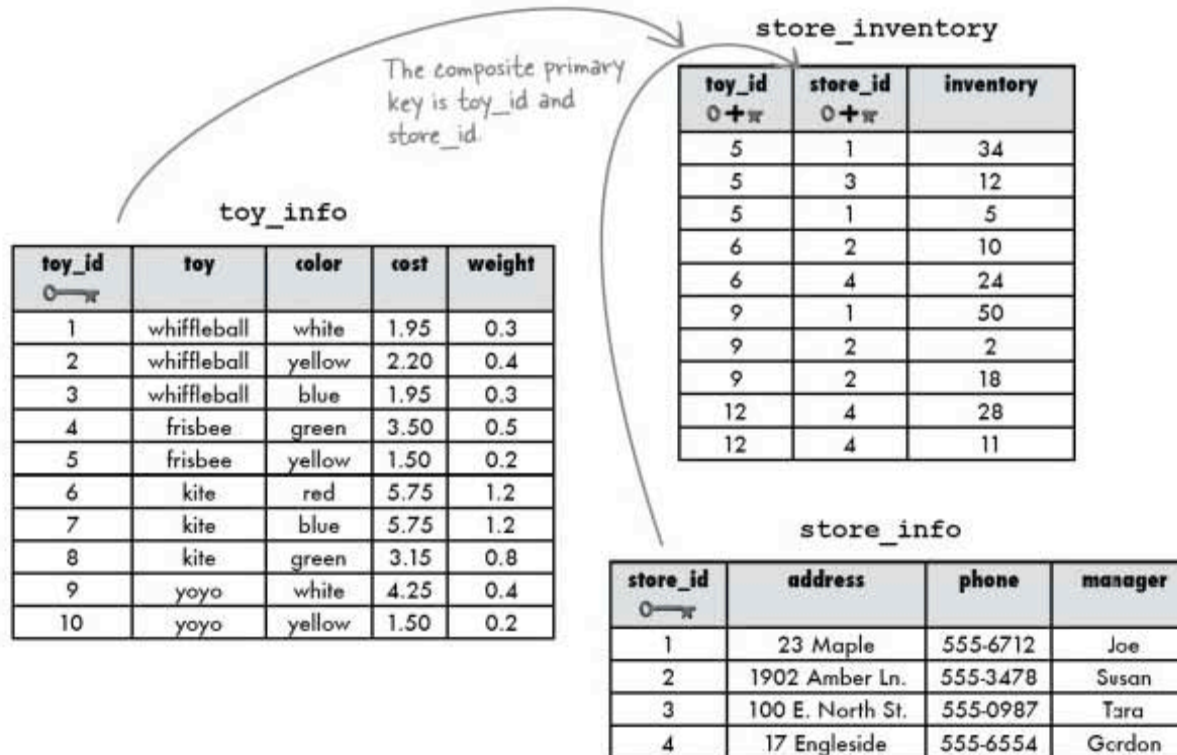 store_inventory
The composite primary
key is toy_id and
store_id.
toy_id store_id inventory
5 1 34
5 3 12
5 1 5
6 2 10
6 4 24
9 1 50
9 2 2
9 2 18
12 4 28
12 4 11
toy_info
toy_id toy color cost weight
1 whiffleball white 1.95 0.3
2 whiffleball yellow 2.20 0.4
3 whiffleball blue 1.95 0.3
4 frisbee green 3.50 0.5
5 frisbee yellow 1.50 0.2
6 kite red 5.75 1.2
7 kite blue 5.75 1.2
8 kite green 3.15 0.8
9 yoyo white 4.25 0.4
10 yoyo yellow 1.50 0.2
store_info
store_id address phone manager
1 23 Maple 555-6712 Joe
2 1902 Amber Ln. 555-3478 Susan
3 100 E. North St. 555-0987 Tara
4 17 Engleside 555-6554 Gordon